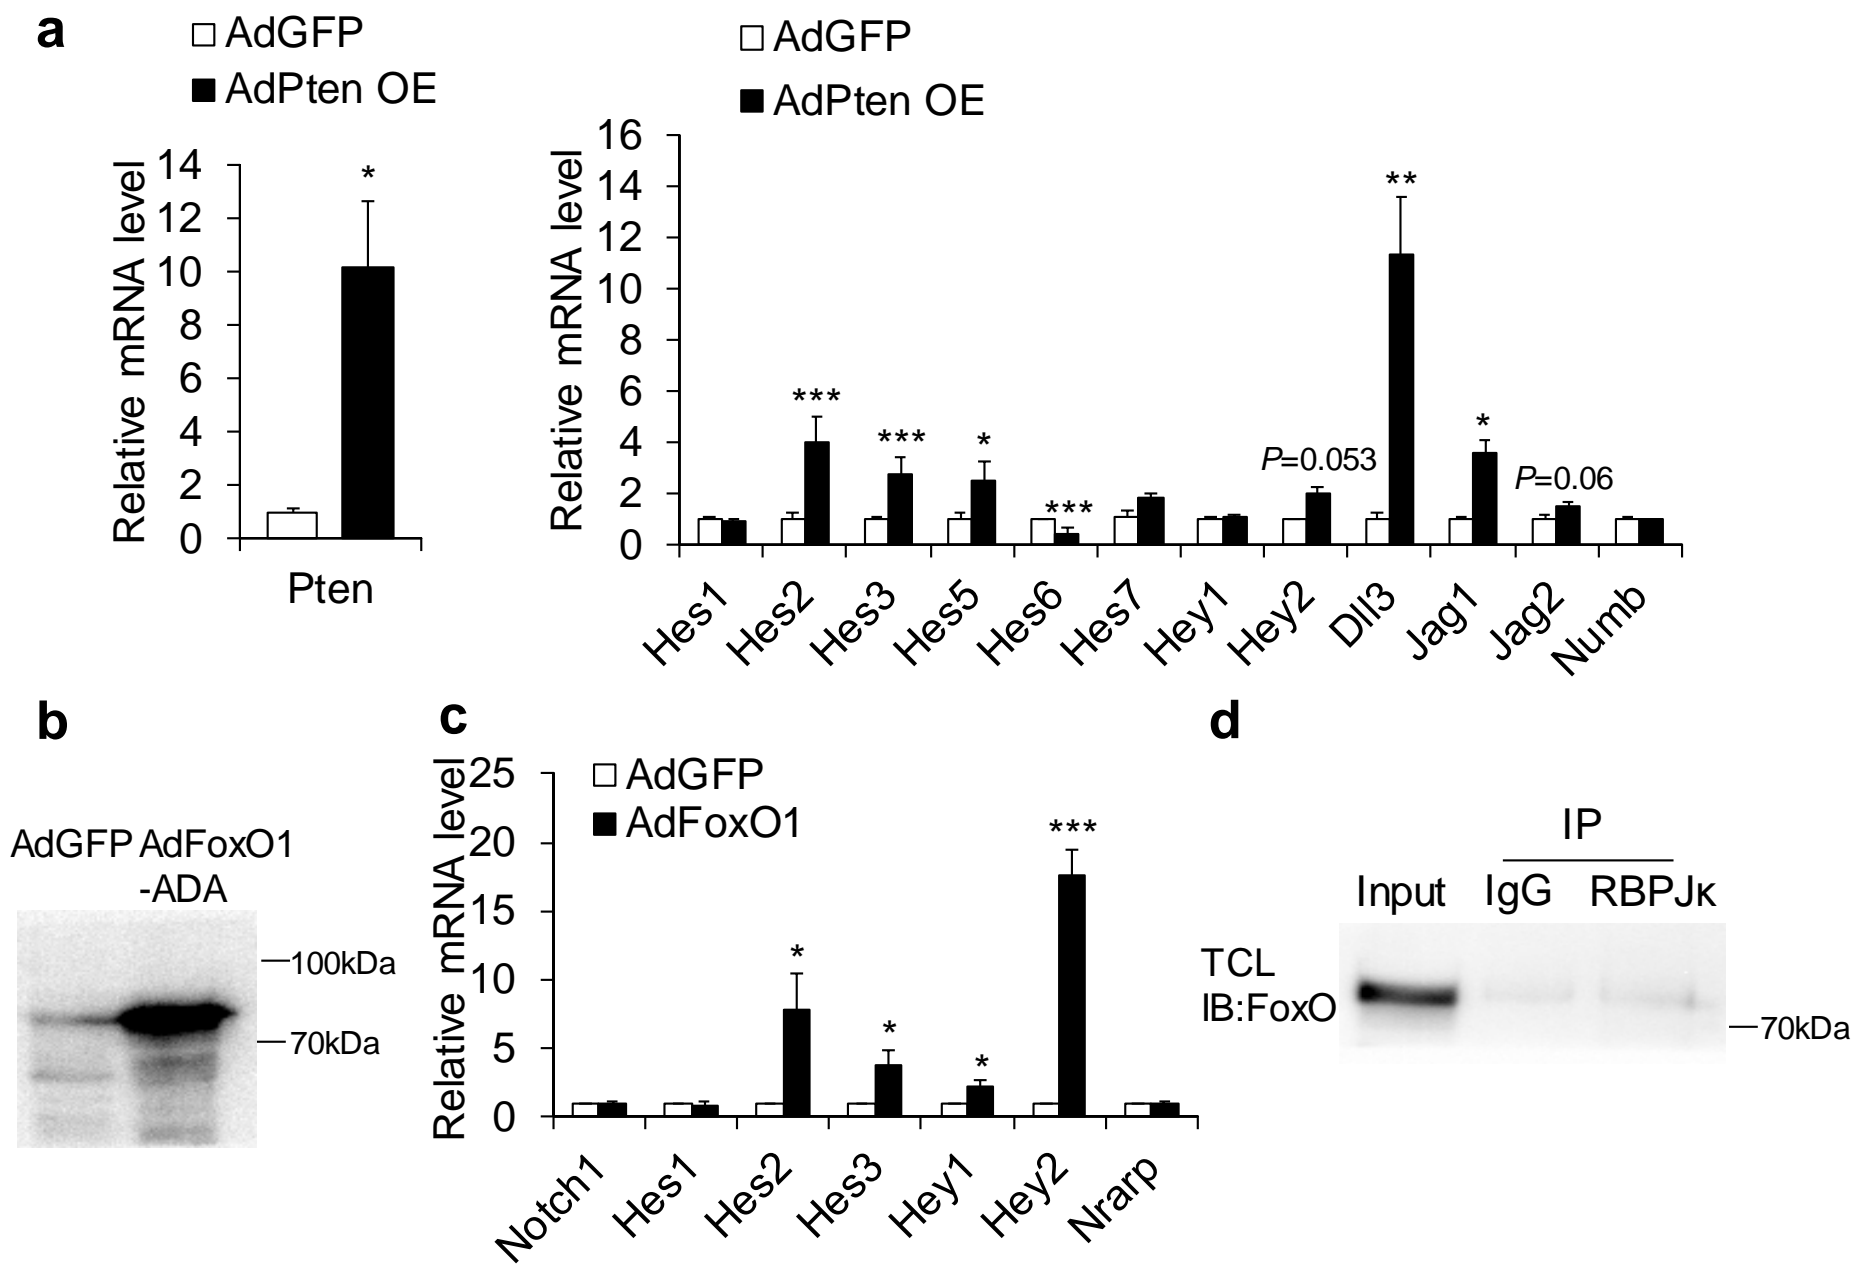 a
AdGFP
AdPten OE
Relative mRNA level
14
12
10
8
6
4
2
0
*
Pten
AdGFP
AdPten OE
Relative mRNA level
16
14
12
10
8
6
4
2
0
***
***
*
***
P=0.053
**
*
P=0.06
Hes1
Hes2
Hes3
Hes5
Hes6
Hes7
Hey1
Hey2
Dll3
Jag1
Jag2
Numb
b
AdGFP AdFoxO1
-ADA
100kDa
70kDa
c
AdGFP
AdFoxO1
Relative mRNA level
25
20
15
10
5
0
*
*
*
***
Notch1
Hes1
Hes2
Hes3
Hey1
Hey2
Nrarp
d
IP
Input IgG RBPJκ
TCL
IB:FoxO
70kDa